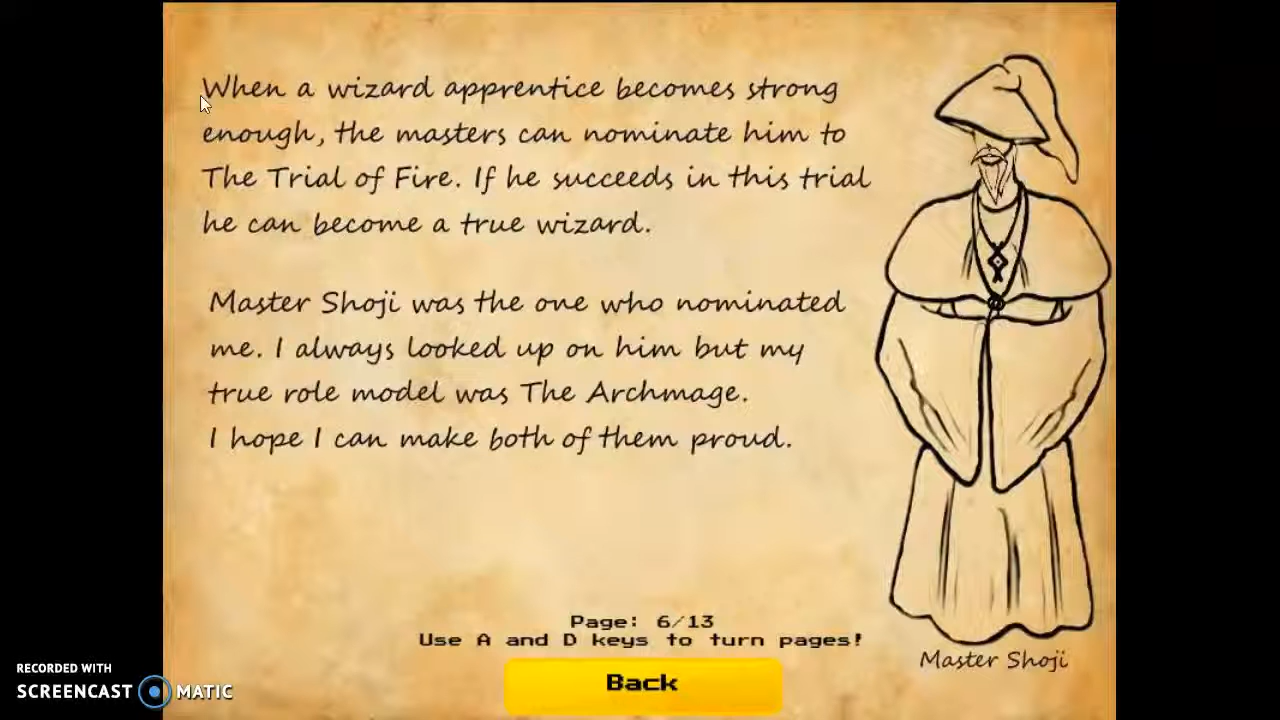 When a wizard apprentice becomes strong
enough, the masters can nominate him to
The Trial of Fire. If he succeeds in this trial
he can become a true wizard.
Master Shoji was the one who nominated
me. I always looked up on him but my
true role model was The Archmage.
I hope I can make both of them proud.
Page: 6/13
Use A and D keys to turn pages!
Master Shoji
Back
RECORDED WITH
SCREENCAST MATIC